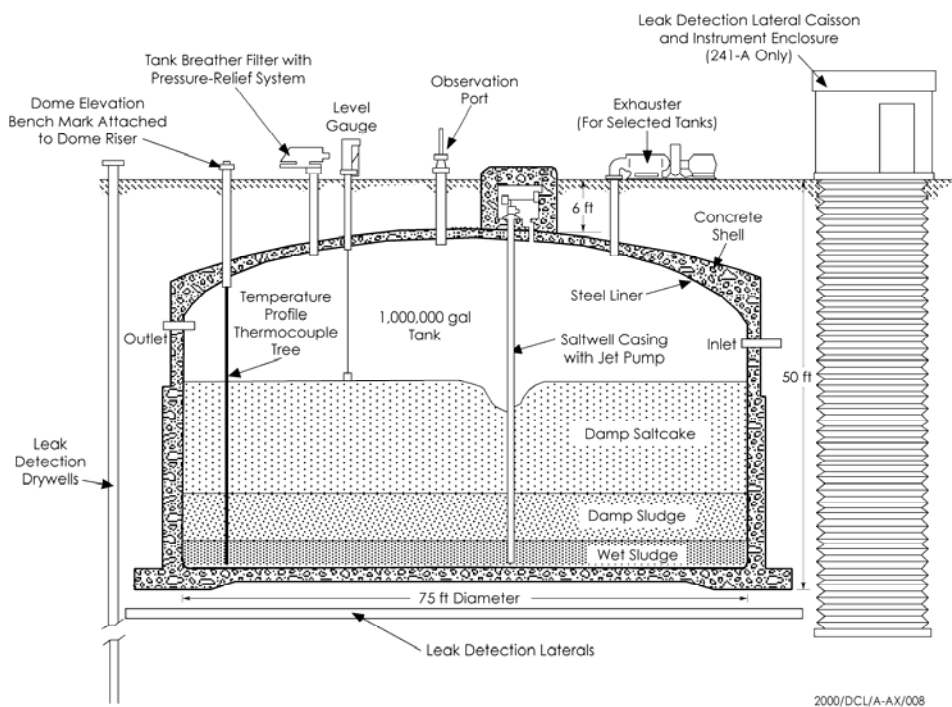 Leak Detection Lateral Caisson
and Instrument Enclosure
(241-A Only)
Tank Breather Filter with
Pressure-Relief System
Dome Elevation
Bench Mark Attached
to Dome Riser
Level
Gauge
Observation
Port
Exhauster
(For Selected Tanks)
6 ft
Concrete
Shell
Steel Liner
Temperature
Profile
Thermocouple
Tree
1,000,000 gal
Tank
Saltwell Casing
with Jet Pump
Outlet
Inlet
50 ft
Leak
Detection
Drywells
Damp Saltcake
Damp Sludge
Wet Sludge
75 ft Diameter
Leak Detection Laterals
2000/DCL/A-AX/008